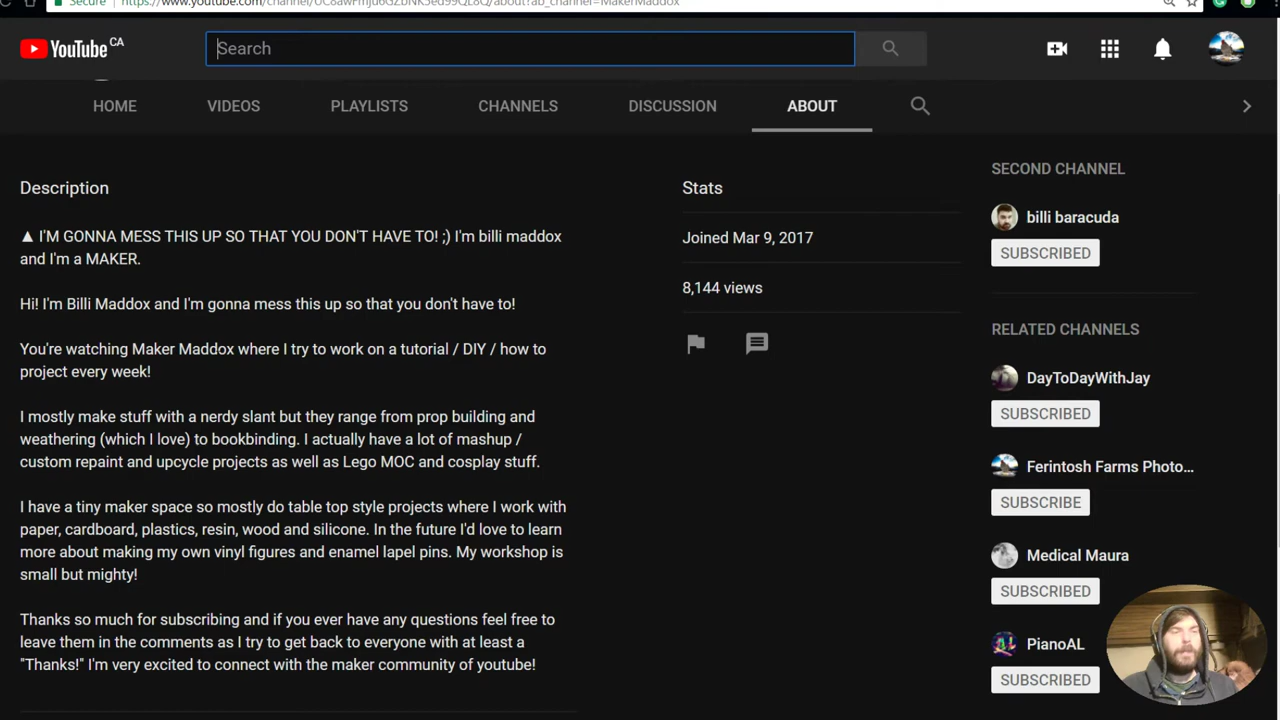 Secure https://www.youtube.com/channel/UC8awFmju6GzbNK5ed99QL8Q/about?ab_channel=MakerMaddox
YouTube CA
Search
HOME VIDEOS PLAYLISTS CHANNELS DISCUSSION ABOUT
Description
▲ I'M GONNA MESS THIS UP SO THAT YOU DON'T HAVE TO! ;) I'm billi maddox
and I'm a MAKER.
Hi! I'm Billi Maddox and I'm gonna mess this up so that you don't have to!
You're watching Maker Maddox where I try to work on a tutorial / DIY / how to
project every week!
I mostly make stuff with a nerdy slant but they range from prop building and
weathering (which I love) to bookbinding. I actually have a lot of mashup /
custom repaint and upcycle projects as well as Lego MOC and cosplay stuff.
I have a tiny maker space so mostly do table top style projects where I work with
paper, cardboard, plastics, resin, wood and silicone. In the future I'd love to learn
more about making my own vinyl figures and enamel lapel pins. My workshop is
small but mighty!
Thanks so much for subscribing and if you ever have any questions feel free to
leave them in the comments as I try to get back to everyone with at least a
"Thanks!" I'm very excited to connect with the maker community of youtube!
Stats
Joined Mar 9, 2017
8,144 views
SECOND CHANNEL
billi baracuda
SUBSCRIBED
RELATED CHANNELS
DayToDayWithJay
SUBSCRIBED
Ferintosh Farms Photo...
SUBSCRIBE
Medical Maura
SUBSCRIBED
PianoAL
SUBSCRIBED